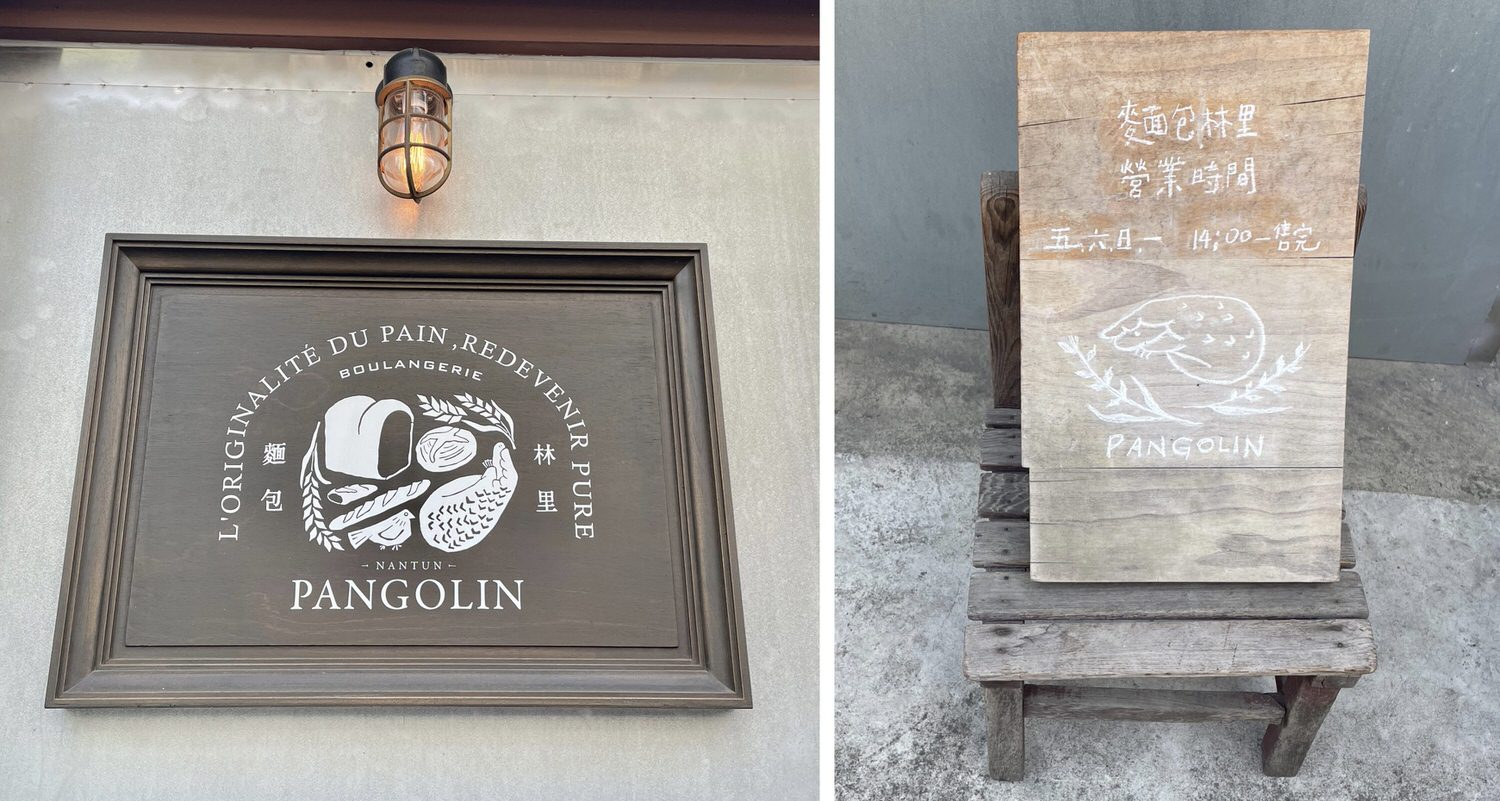 L'ORIGINALITÉ DU PAIN, REDEVENIR PURE
BOULANGERIE
麵包
林里
- NANTUN -
PANGOLIN
麵包林里
營業時間
五、六、日、一 14:00－售完
PANGOLIN